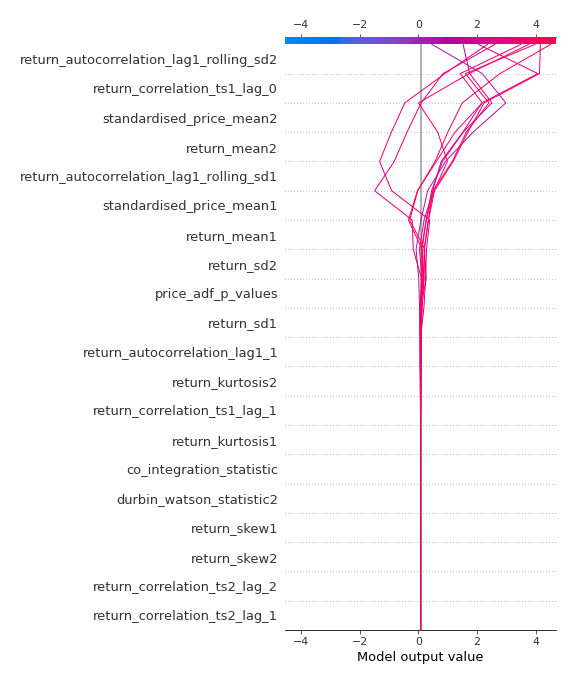 −4 −2 0 2 4
return_autocorrelation_lag1_rolling_sd2
return_correlation_ts1_lag_0
standardised_price_mean2
return_mean2
return_autocorrelation_lag1_rolling_sd1
standardised_price_mean1
return_mean1
return_sd2
price_adf_p_values
return_sd1
return_autocorrelation_lag1_1
return_kurtosis2
return_correlation_ts1_lag_1
return_kurtosis1
co_integration_statistic
durbin_watson_statistic2
return_skew1
return_skew2
return_correlation_ts2_lag_2
return_correlation_ts2_lag_1
−4 −2 0 2 4
Model output value